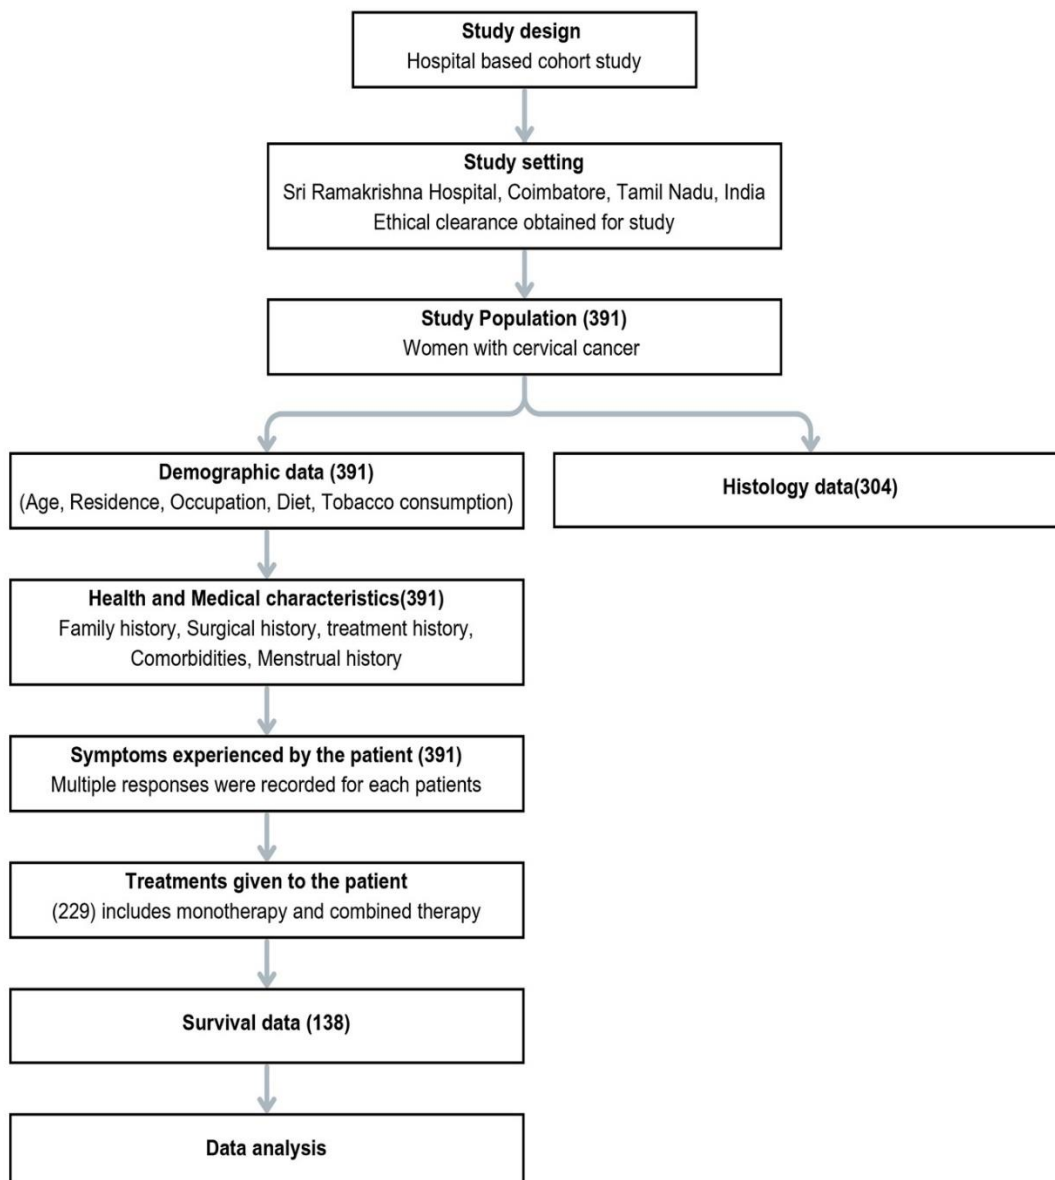 Study design
Hospital based cohort study
Study setting
Sri Ramakrishna Hospital, Coimbatore, Tamil Nadu, India
Ethical clearance obtained for study
Study Population (391)
Women with cervical cancer
Demographic data (391)
(Age, Residence, Occupation, Diet, Tobacco consumption)
Histology data(304)
Health and Medical characteristics(391)
Family history, Surgical history, treatment history,
Comorbidities, Menstrual history
Symptoms experienced by the patient (391)
Multiple responses were recorded for each patients
Treatments given to the patient
(229) includes monotherapy and combined therapy
Survival data (138)
Data analysis